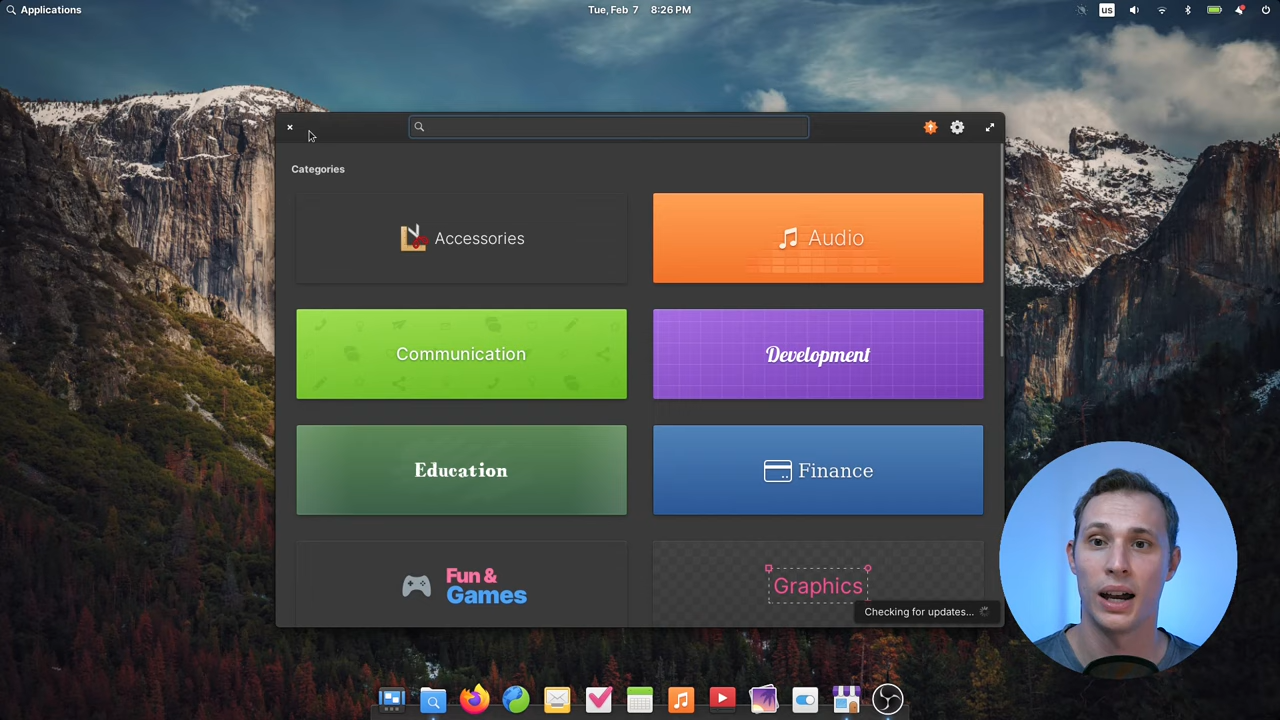 Applications
Tue, Feb 7 8:26 PM
us
Categories
Accessories
Audio
Communication
Development
Education
Finance
Fun &
Games
Graphics
Checking for updates...